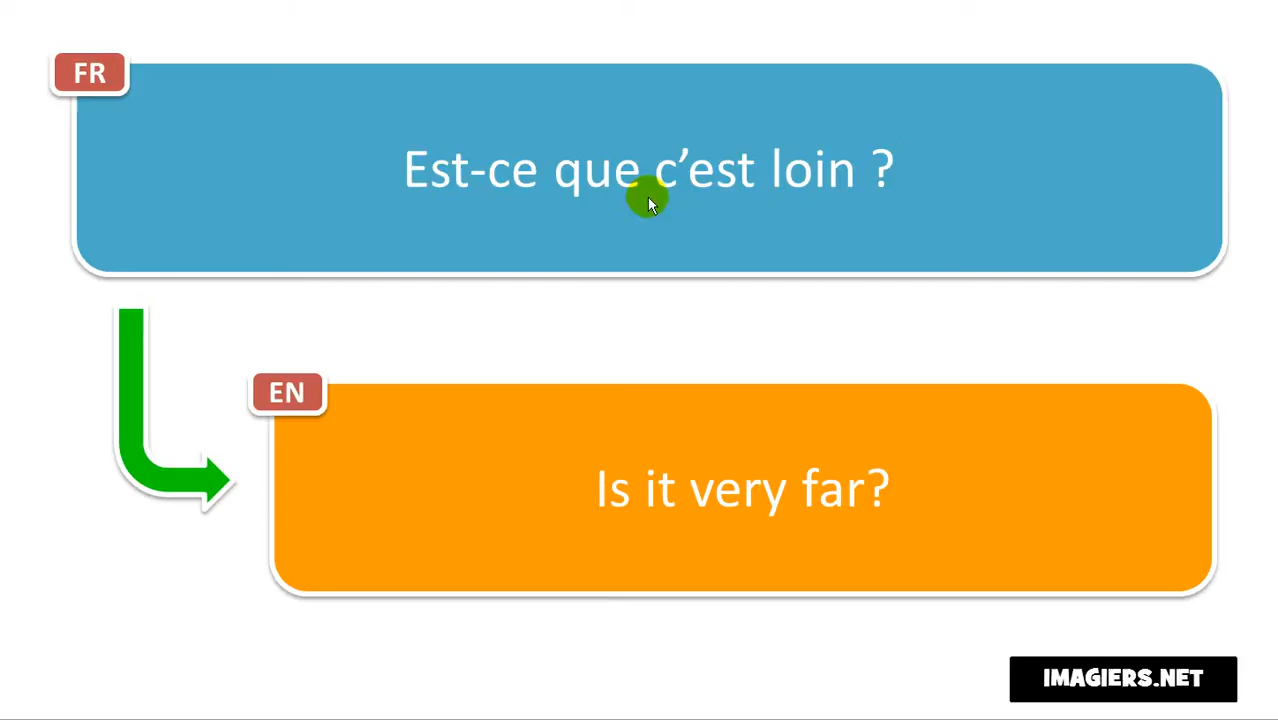 FR
Est-ce que c’est loin ?
EN
Is it very far?
IMAGIERS.NET